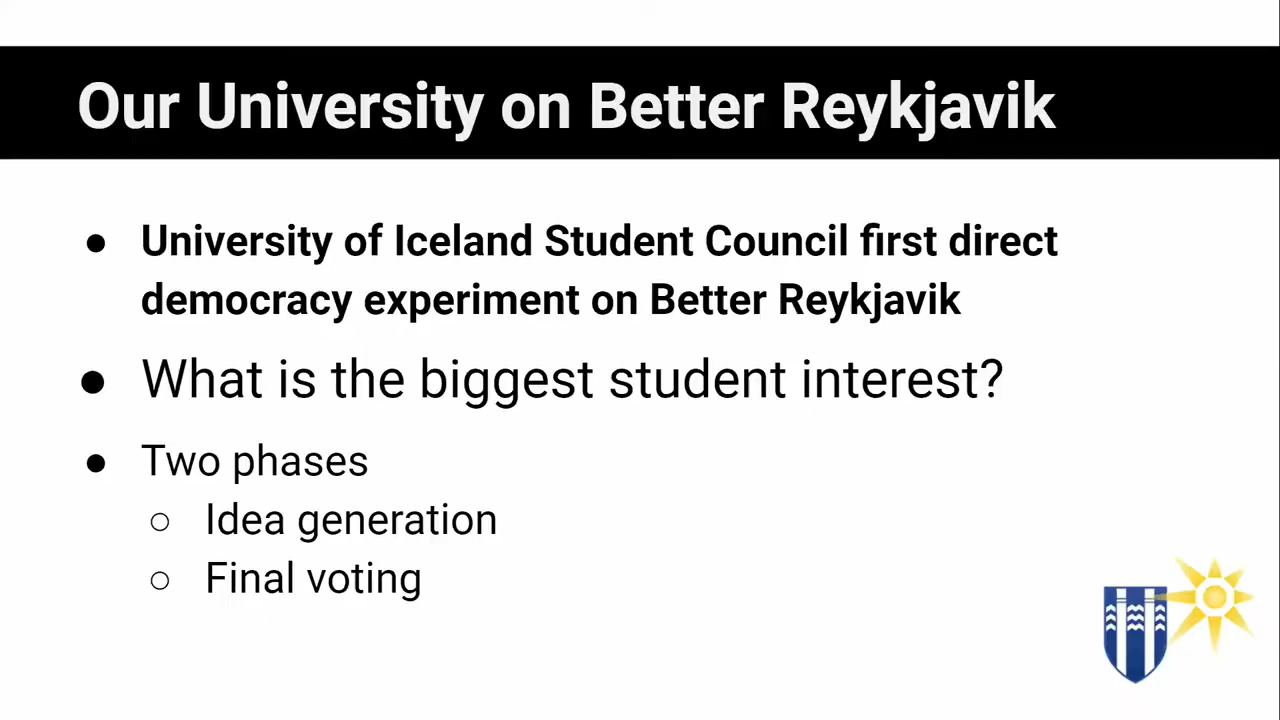 Our University on Better Reykjavik
● University of Iceland Student Council first direct
democracy experiment on Better Reykjavik
● What is the biggest student interest?
● Two phases
○ Idea generation
○ Final voting